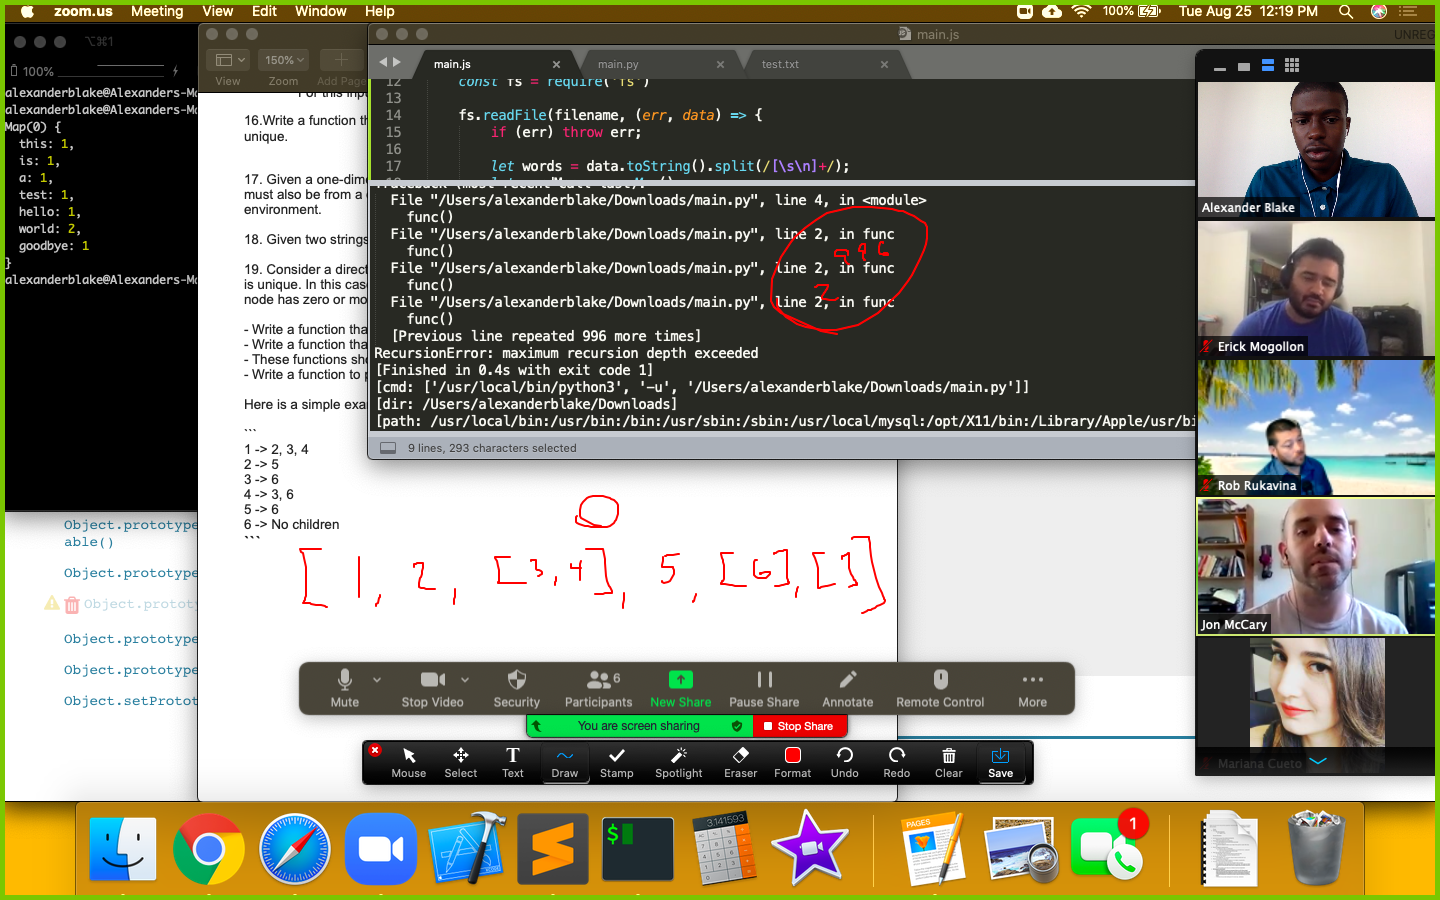 zoom.us Meeting View Edit Window Help
100% Tue Aug 25 12:19 PM
⌥⌘1
100%
alexanderblake@Alexanders-Mo
alexanderblake@Alexanders-Mo
Map(0) {
this: 1,
is: 1,
a: 1,
test: 1,
hello: 1,
world: 2,
goodbye: 1
}
alexanderblake@Alexanders-Mo
Object.prototype
able()
Object.prototype
Object.prototy
Object.prototype
Object.prototype
Object.setPrototy
150%
View Zoom Add Page
For this input
16.Write a function th
unique.
17. Given a one-dime
must also be from a
environment.
18. Given two strings
19. Consider a direct
is unique. In this case
node has zero or mo
- Write a function tha
- Write a function tha
- These functions sho
- Write a function to p
Here is a simple exa
```
1 -> 2, 3, 4
2 -> 5
3 -> 6
4 -> 3, 6
5 -> 6
6 -> No children
```
main.js
UNREG
main.js main.py test.txt
12 const fs = require('fs')
13
14 fs.readFile(filename, (err, data) => {
15 if (err) throw err;
16
17 let words = data.toString().split(/[\s\n]+/);
Traceback (most recent call last):
File "/Users/alexanderblake/Downloads/main.py", line 4, in <module>
func()
File "/Users/alexanderblake/Downloads/main.py", line 2, in func
func()
File "/Users/alexanderblake/Downloads/main.py", line 2, in func
func()
File "/Users/alexanderblake/Downloads/main.py", line 2, in func
func()
[Previous line repeated 996 more times]
RecursionError: maximum recursion depth exceeded
[Finished in 0.4s with exit code 1]
[cmd: ['/usr/local/bin/python3', '-u', '/Users/alexanderblake/Downloads/main.py']]
[dir: /Users/alexanderblake/Downloads]
[path: /usr/local/bin:/usr/bin:/bin:/usr/sbin:/sbin:/usr/local/mysql:/opt/X11/bin:/Library/Apple/usr/bi
9 lines, 293 characters selected
996
2
[ 1, 2, [3,4], 5, [6], [ ] ]
Alexander Blake
Erick Mogollon
Rob Rukavina
Jon McCary
Mariana Cueto
6
Mute Stop Video Security Participants New Share Pause Share Annotate Remote Control More
You are screen sharing Stop Share
Mouse Select Text Draw Stamp Spotlight Eraser Format Undo Redo Clear Save
$
3.141593
PAGES
1